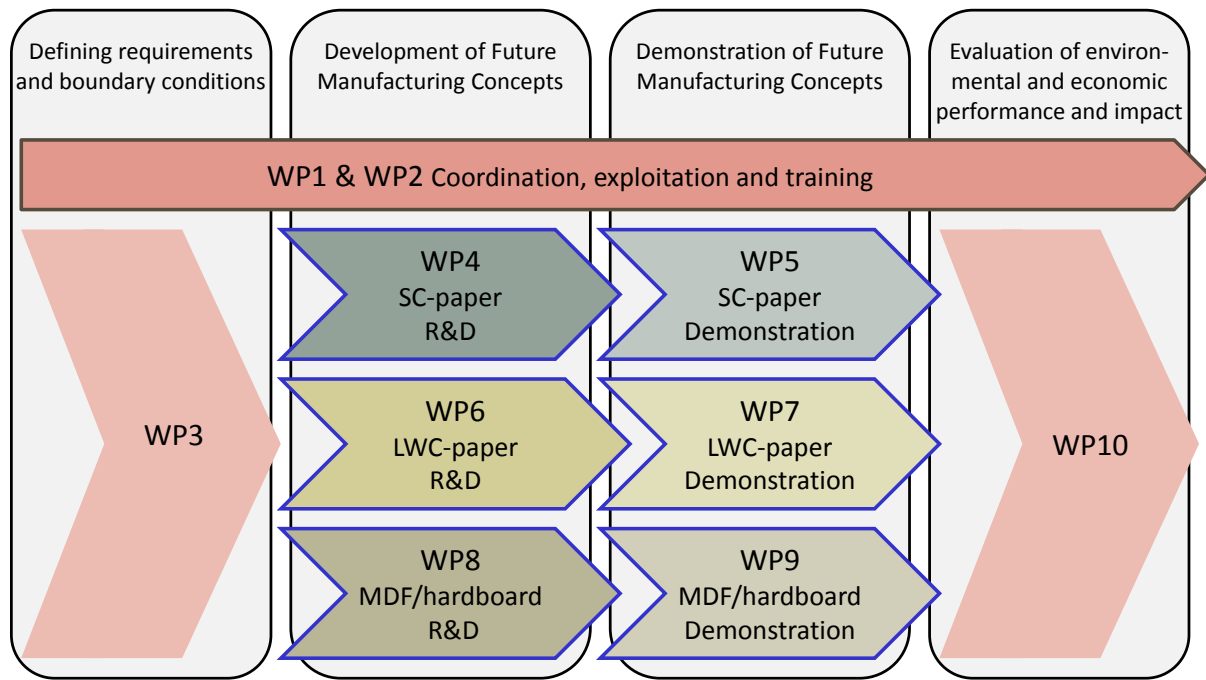 Defining requirements
and boundary conditions
Development of Future
Manufacturing Concepts
Demonstration of Future
Manufacturing Concepts
Evaluation of environ-
mental and economic
performance and impact
WP1 & WP2 Coordination, exploitation and training
WP3
WP4
SC-paper
R&D
WP5
SC-paper
Demonstration
WP6
LWC-paper
R&D
WP7
LWC-paper
Demonstration
WP8
MDF/hardboard
R&D
WP9
MDF/hardboard
Demonstration
WP10